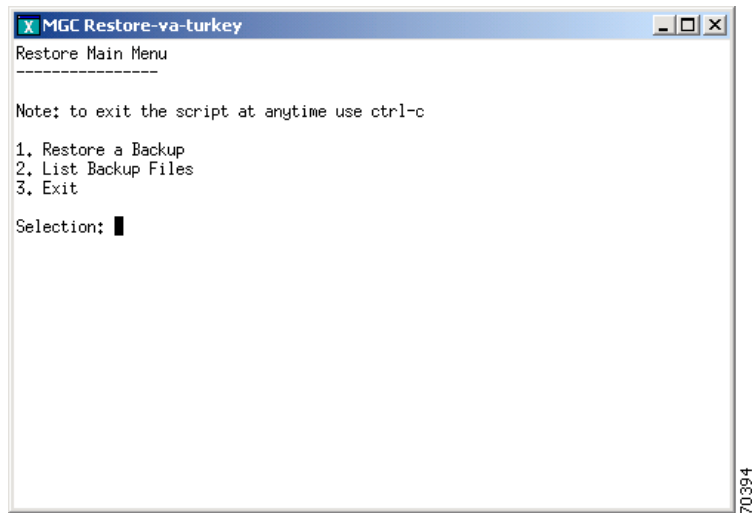 MGC Restore-va-turkey
Restore Main Menu
----------------
Note: to exit the script at anytime use ctrl-c
1. Restore a Backup
2. List Backup Files
3. Exit
Selection:
70394